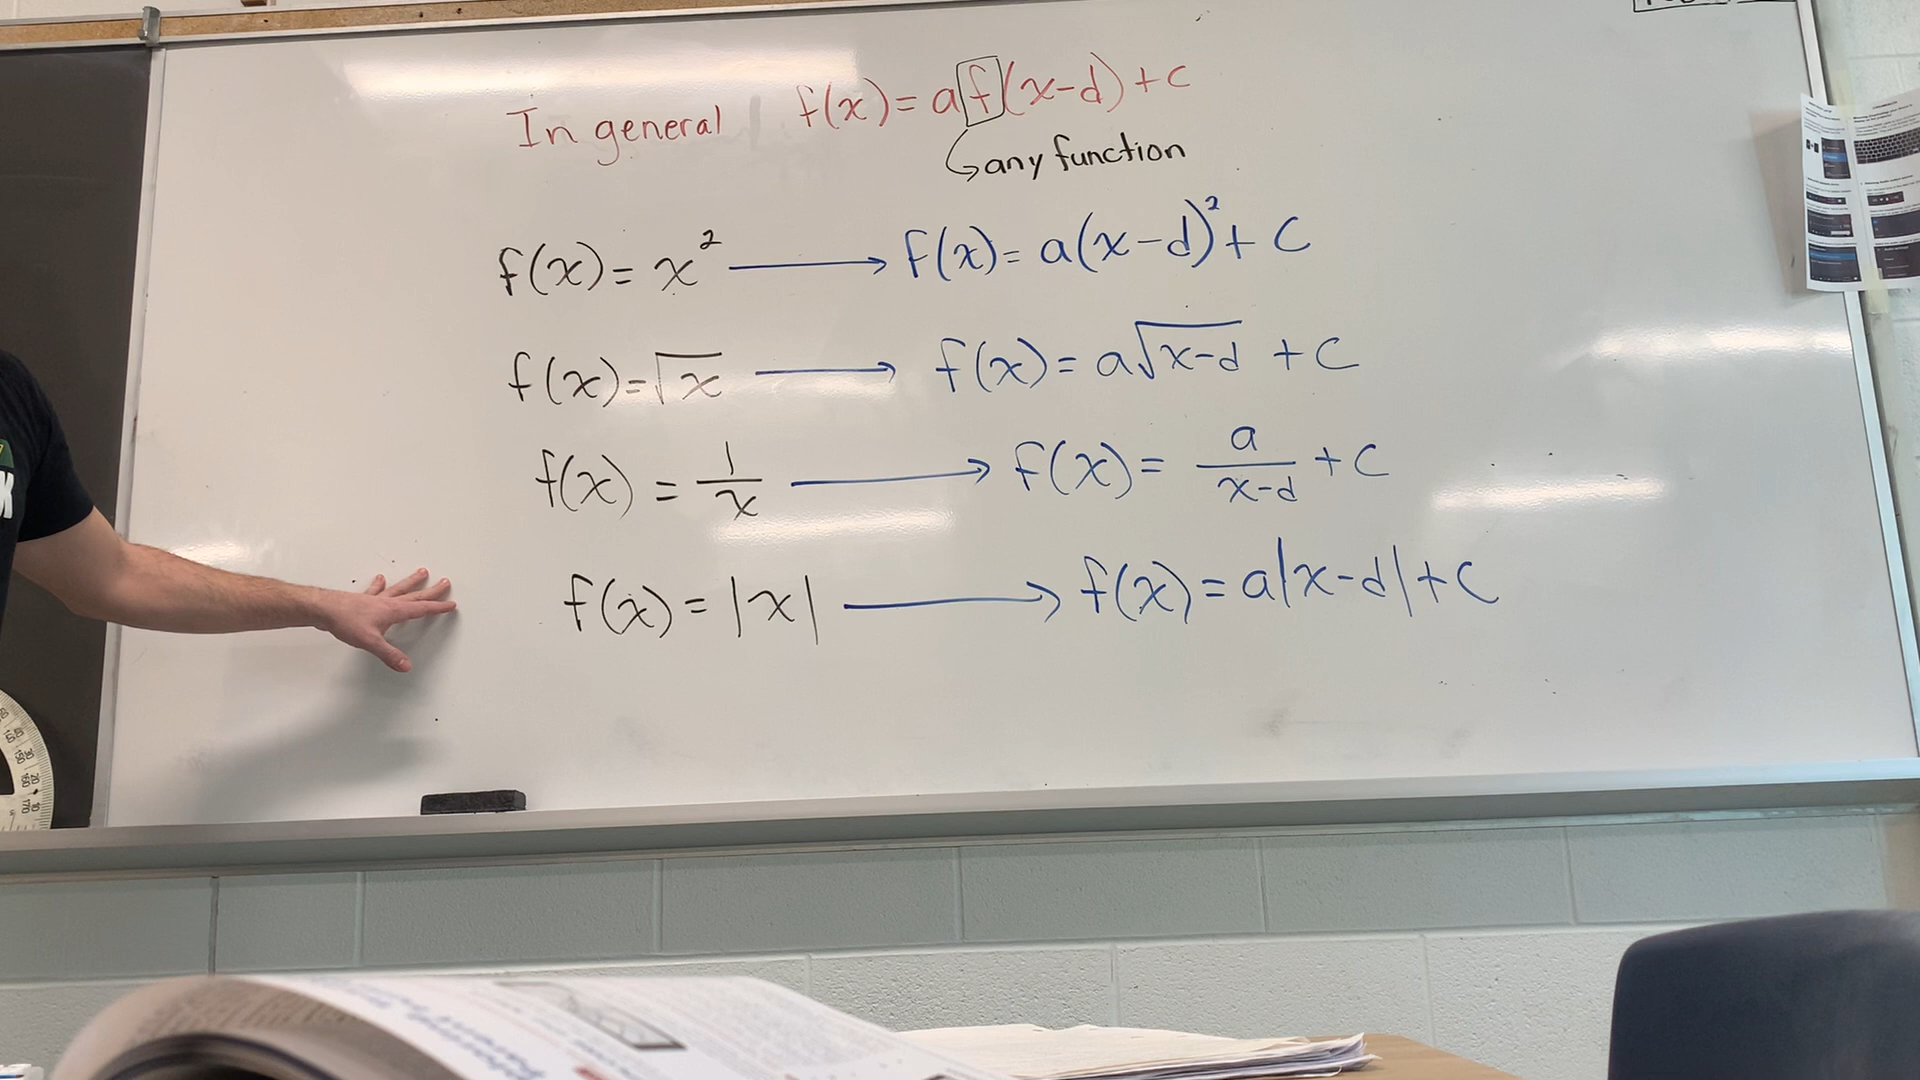 In general f(x) = a f(x-d) + c
any function
f(x) = x² → f(x) = a(x-d)² + c
f(x) = √x → f(x) = a√(x-d) + c
f(x) = 1/x → f(x) = a/(x-d) + c
f(x) = |x| → f(x) = a|x-d| + c